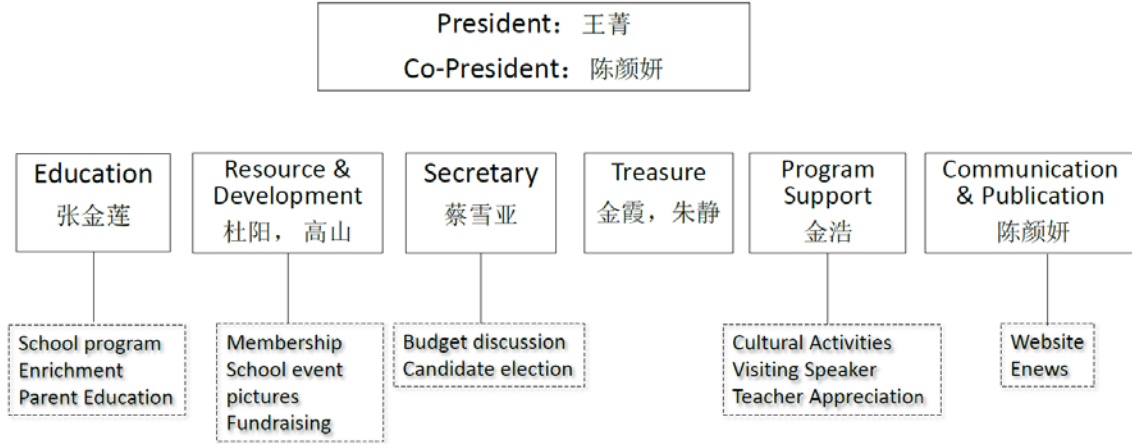 President：王菁
Co-President：陈颜妍
Education
张金莲
Resource &
Development
杜阳，高山
Secretary
蔡雪亚
Treasure
金霞，朱静
Program
Support
金浩
Communication
& Publication
陈颜妍
School program
Enrichment
Parent Education
Membership
School event
pictures
Fundraising
Budget discussion
Candidate election
Cultural Activities
Visiting Speaker
Teacher Appreciation
Website
Enews